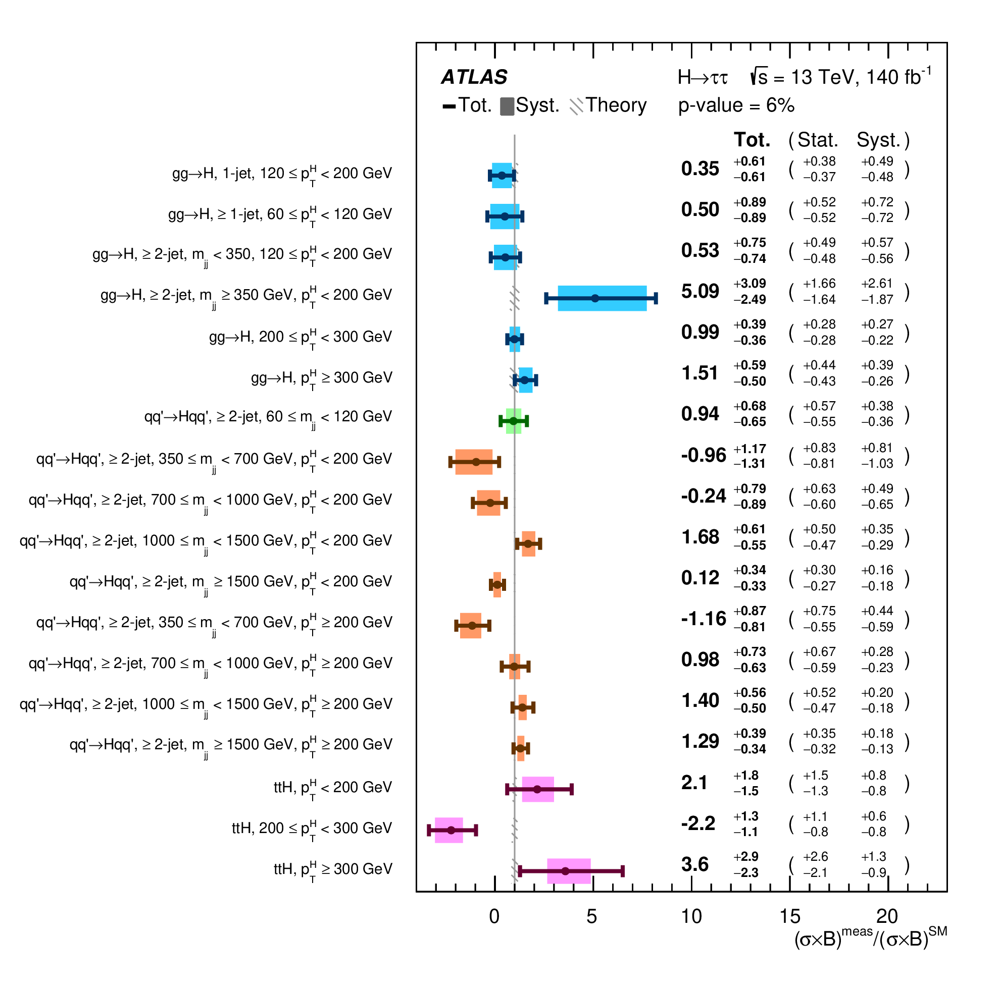 ATLAS H→ττ √s = 13 TeV, 140 fb-1
Tot. Syst. Theory p-value = 6%
Tot. ( Stat. Syst. )
gg→H, 1-jet, 120 ≤ pTH < 200 GeV 0.35 +0.61 −0.61 ( +0.38 −0.37 +0.49 −0.48 )
gg→H, ≥ 1-jet, 60 ≤ pTH < 120 GeV 0.50 +0.89 −0.89 ( +0.52 −0.52 +0.72 −0.72 )
gg→H, ≥ 2-jet, mjj < 350, 120 ≤ pTH < 200 GeV 0.53 +0.75 −0.74 ( +0.49 −0.48 +0.57 −0.56 )
gg→H, ≥ 2-jet, mjj ≥ 350 GeV, pTH < 200 GeV 5.09 +3.09 −2.49 ( +1.66 −1.64 +2.61 −1.87 )
gg→H, 200 ≤ pTH < 300 GeV 0.99 +0.39 −0.36 ( +0.28 −0.28 +0.27 −0.22 )
gg→H, pTH ≥ 300 GeV 1.51 +0.59 −0.50 ( +0.44 −0.43 +0.39 −0.26 )
qq'→Hqq', ≥ 2-jet, 60 ≤ mjj < 120 GeV 0.94 +0.68 −0.65 ( +0.57 −0.55 +0.38 −0.36 )
qq'→Hqq', ≥ 2-jet, 350 ≤ mjj < 700 GeV, pTH < 200 GeV -0.96 +1.17 −1.31 ( +0.83 −0.81 +0.81 −1.03 )
qq'→Hqq', ≥ 2-jet, 700 ≤ mjj < 1000 GeV, pTH < 200 GeV -0.24 +0.79 −0.89 ( +0.63 −0.60 +0.49 −0.65 )
qq'→Hqq', ≥ 2-jet, 1000 ≤ mjj < 1500 GeV, pTH < 200 GeV 1.68 +0.61 −0.55 ( +0.50 −0.47 +0.35 −0.29 )
qq'→Hqq', ≥ 2-jet, mjj ≥ 1500 GeV, pTH < 200 GeV 0.12 +0.34 −0.33 ( +0.30 −0.27 +0.16 −0.18 )
qq'→Hqq', ≥ 2-jet, 350 ≤ mjj < 700 GeV, pTH ≥ 200 GeV -1.16 +0.87 −0.81 ( +0.75 −0.55 +0.44 −0.59 )
qq'→Hqq', ≥ 2-jet, 700 ≤ mjj < 1000 GeV, pTH ≥ 200 GeV 0.98 +0.73 −0.63 ( +0.67 −0.59 +0.28 −0.23 )
qq'→Hqq', ≥ 2-jet, 1000 ≤ mjj < 1500 GeV, pTH ≥ 200 GeV 1.40 +0.56 −0.50 ( +0.52 −0.47 +0.20 −0.18 )
qq'→Hqq', ≥ 2-jet, mjj ≥ 1500 GeV, pTH ≥ 200 GeV 1.29 +0.39 −0.34 ( +0.35 −0.32 +0.18 −0.13 )
ttH, pTH < 200 GeV 2.1 +1.8 −1.5 ( +1.5 −1.3 +0.8 −0.8 )
ttH, 200 ≤ pTH < 300 GeV -2.2 +1.3 −1.1 ( +1.1 −0.8 +0.6 −0.8 )
ttH, pTH ≥ 300 GeV 3.6 +2.9 −2.3 ( +2.6 −2.1 +1.3 −0.9 )
0 5 10 15 20
(σ×B)meas/(σ×B)SM